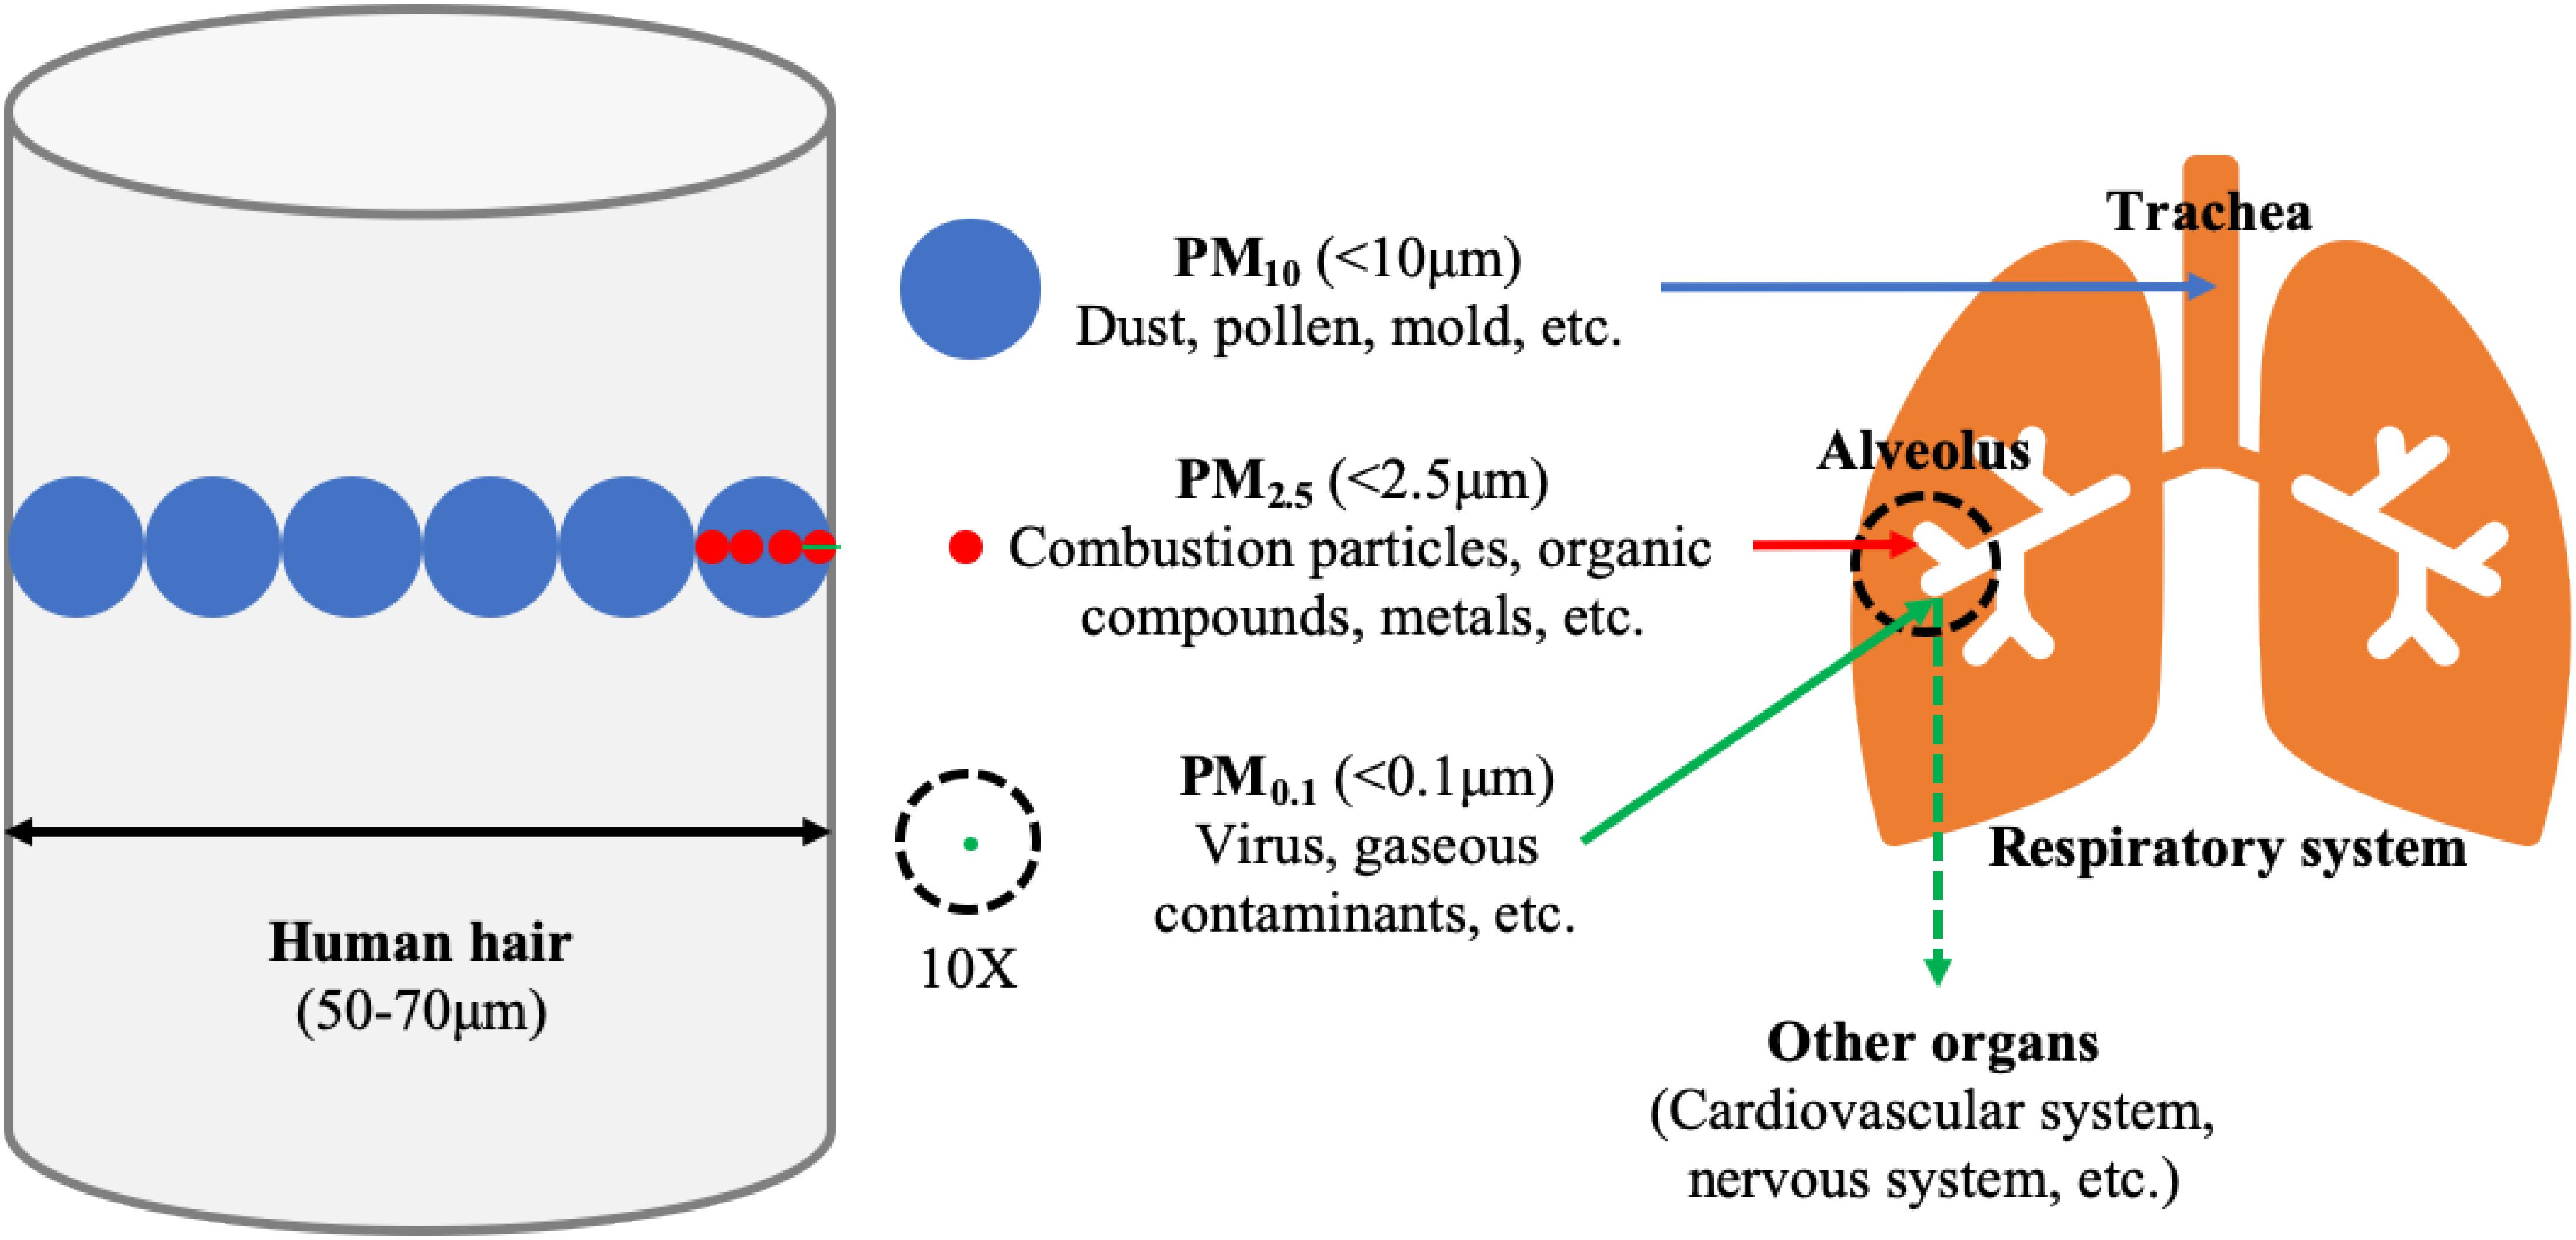 Human hair
(50-70μm)
PM10 (<10μm)
Dust, pollen, mold, etc.
PM2.5 (<2.5μm)
Combustion particles, organic
compounds, metals, etc.
PM0.1 (<0.1μm)
Virus, gaseous
contaminants, etc.
10X
Trachea
Alveolus
Respiratory system
Other organs
(Cardiovascular system,
nervous system, etc.)